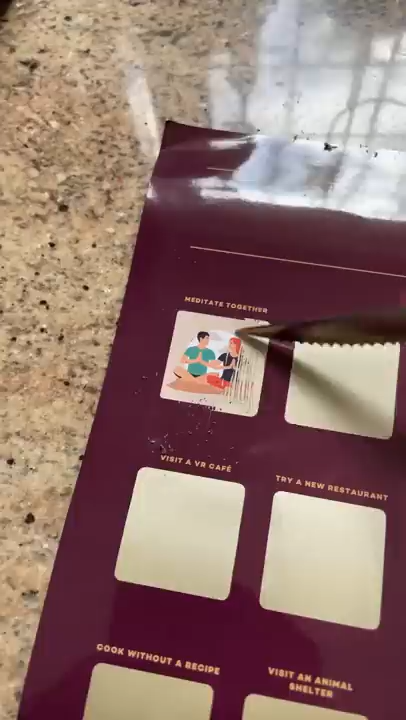 MEDITATE TOGETHER
VISIT A VR CAFÉ
TRY A NEW RESTAURANT
COOK WITHOUT A RECIPE
VISIT AN ANIMAL
SHELTER